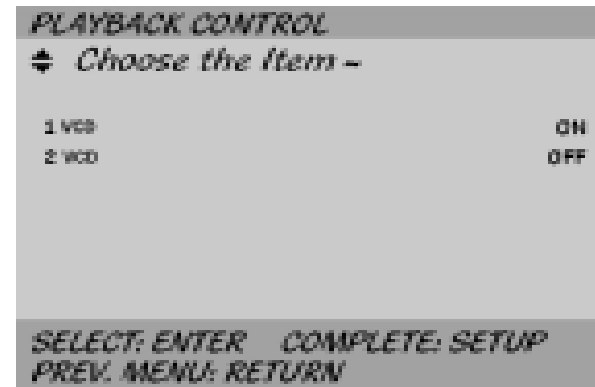 PLAYBACK CONTROL
Choose the Item ~
1 VCD ON
2 VCD OFF
SELECT: ENTER COMPLETE: SETUP
PREV. MENU: RETURN